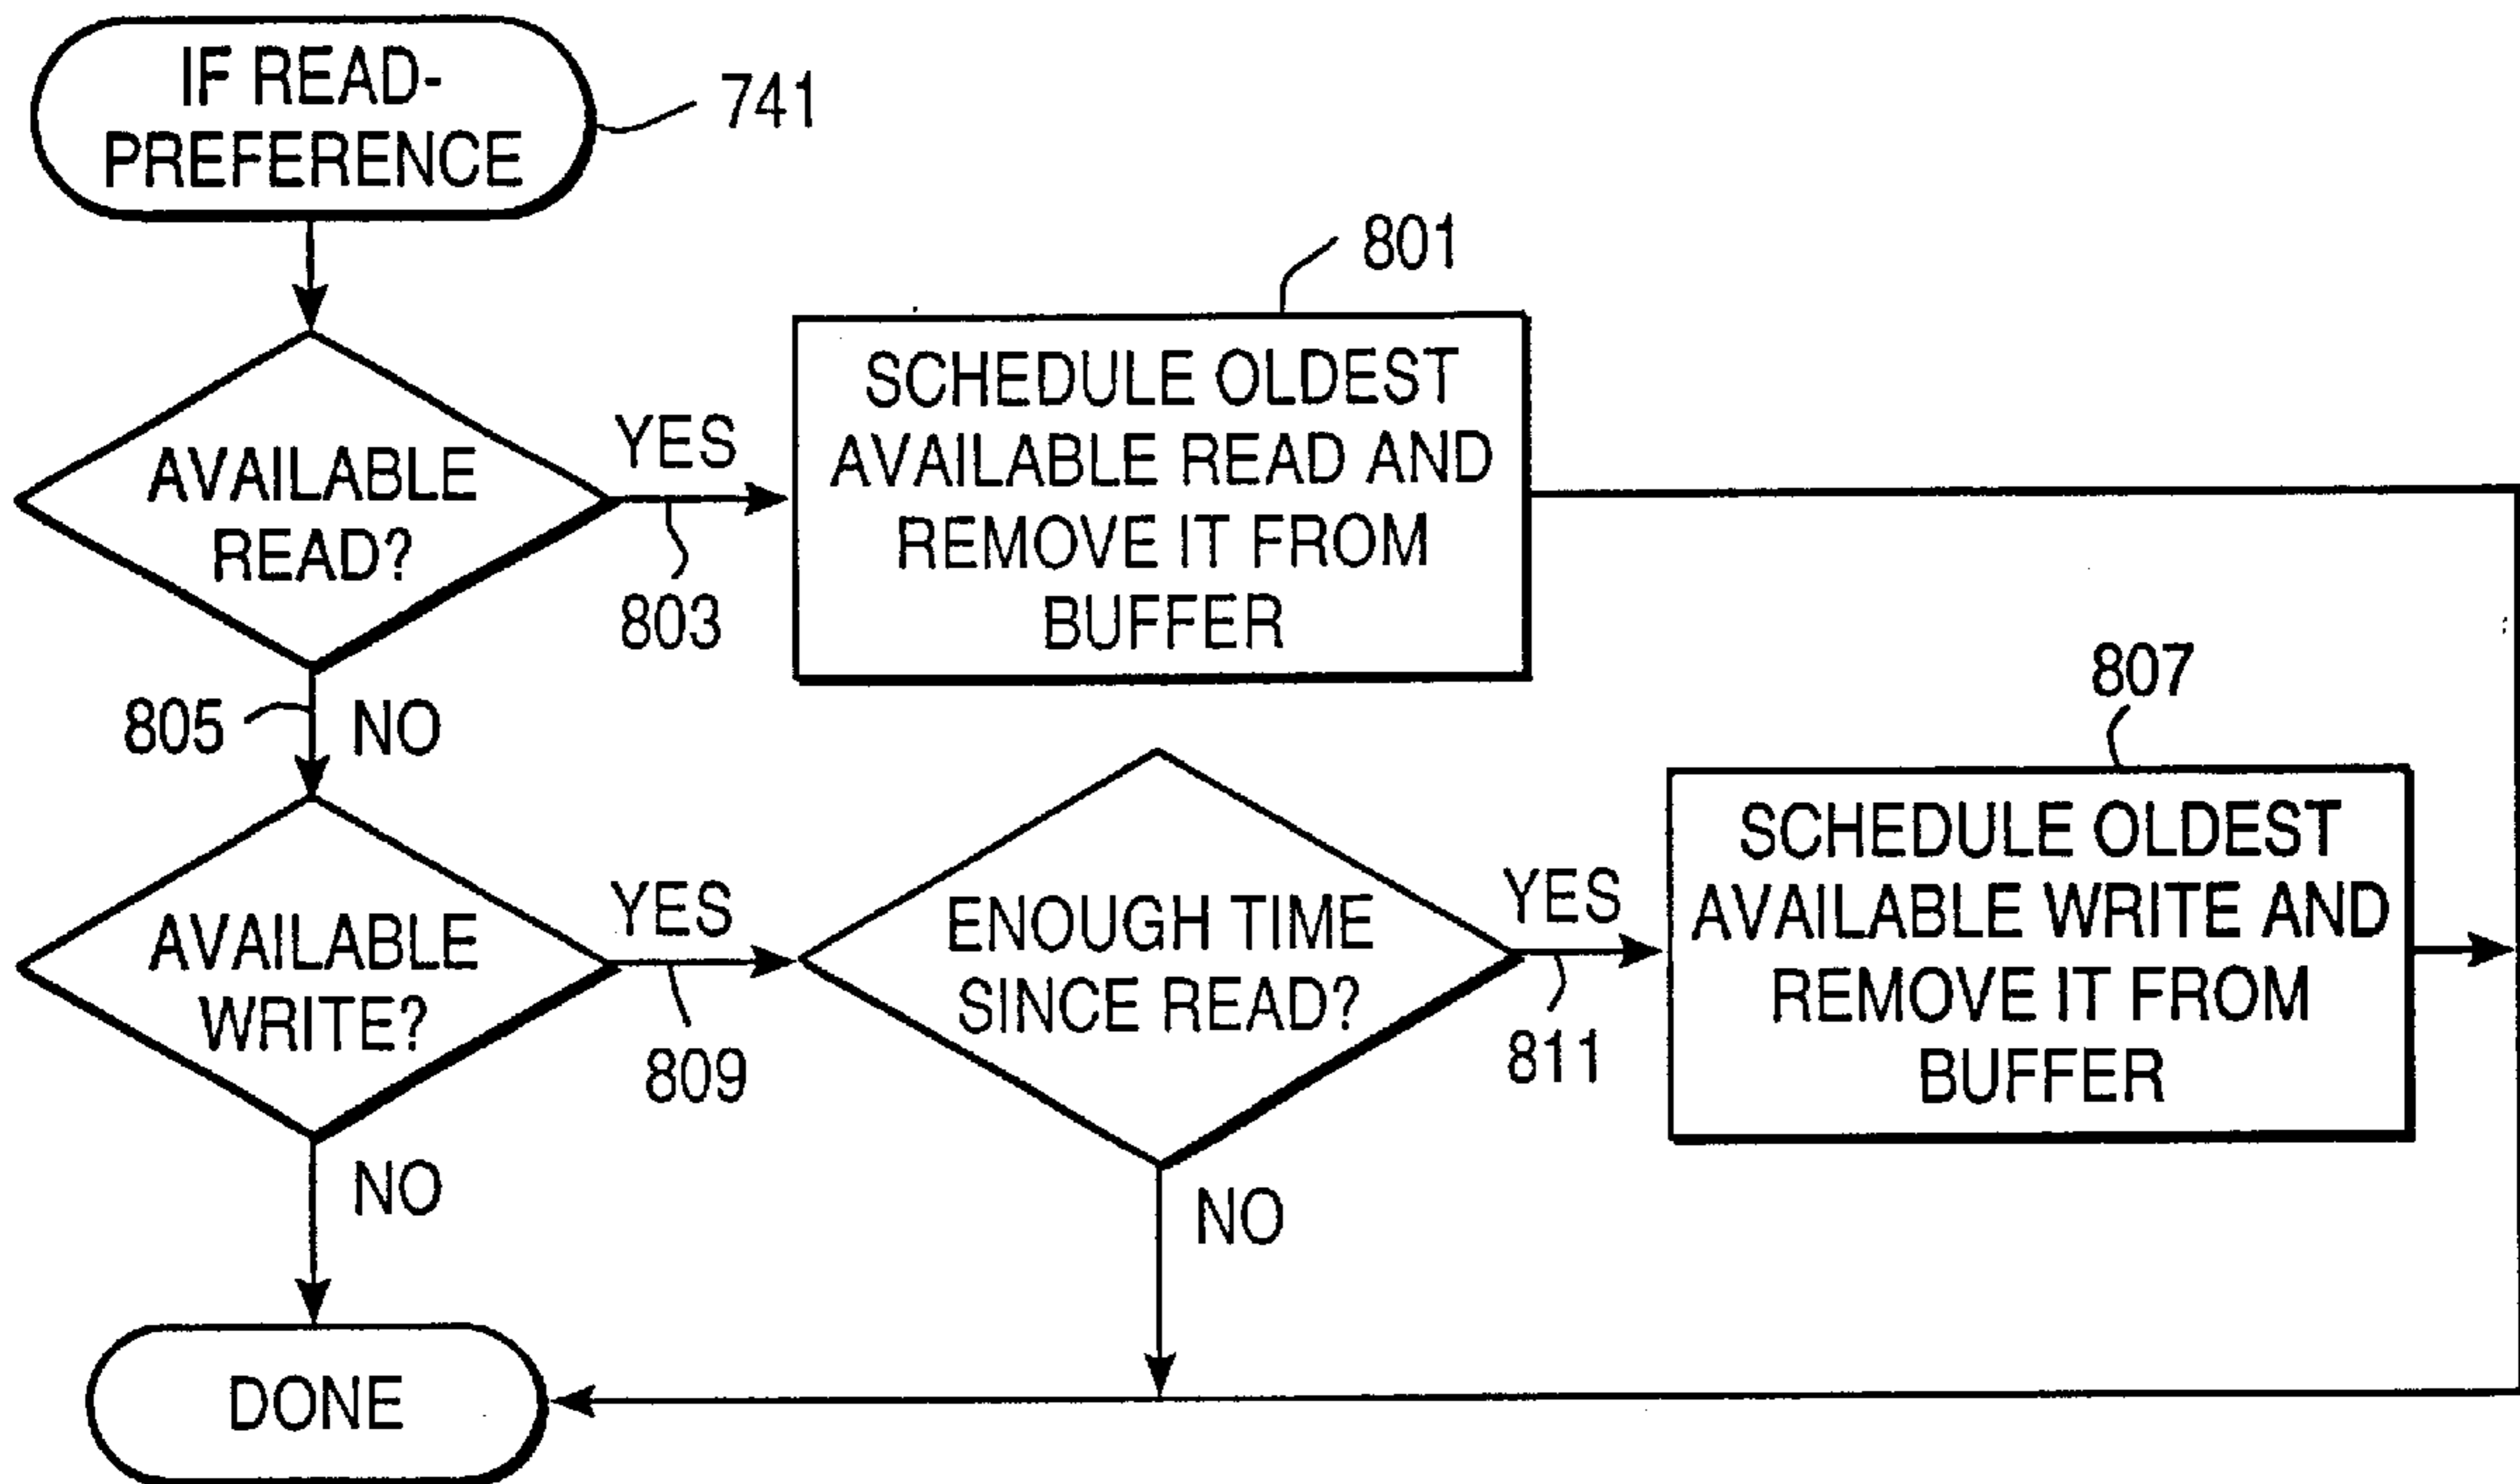 IF READ-
PREFERENCE
741
801
SCHEDULE OLDEST
AVAILABLE READ AND
REMOVE IT FROM
BUFFER
YES
AVAILABLE
READ?
803
807
805
NO
SCHEDULE OLDEST
AVAILABLE WRITE AND
REMOVE IT FROM
BUFFER
YES
YES
AVAILABLE
WRITE?
ENOUGH TIME
SINCE READ?
809
811
NO
NO
DONE